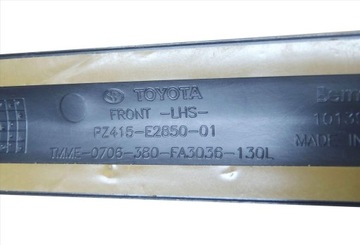 TOYOTA
FRONT -LHS-
PZ415-E2850-01
TMME-0706-380-FA3036-130L
MADE IN